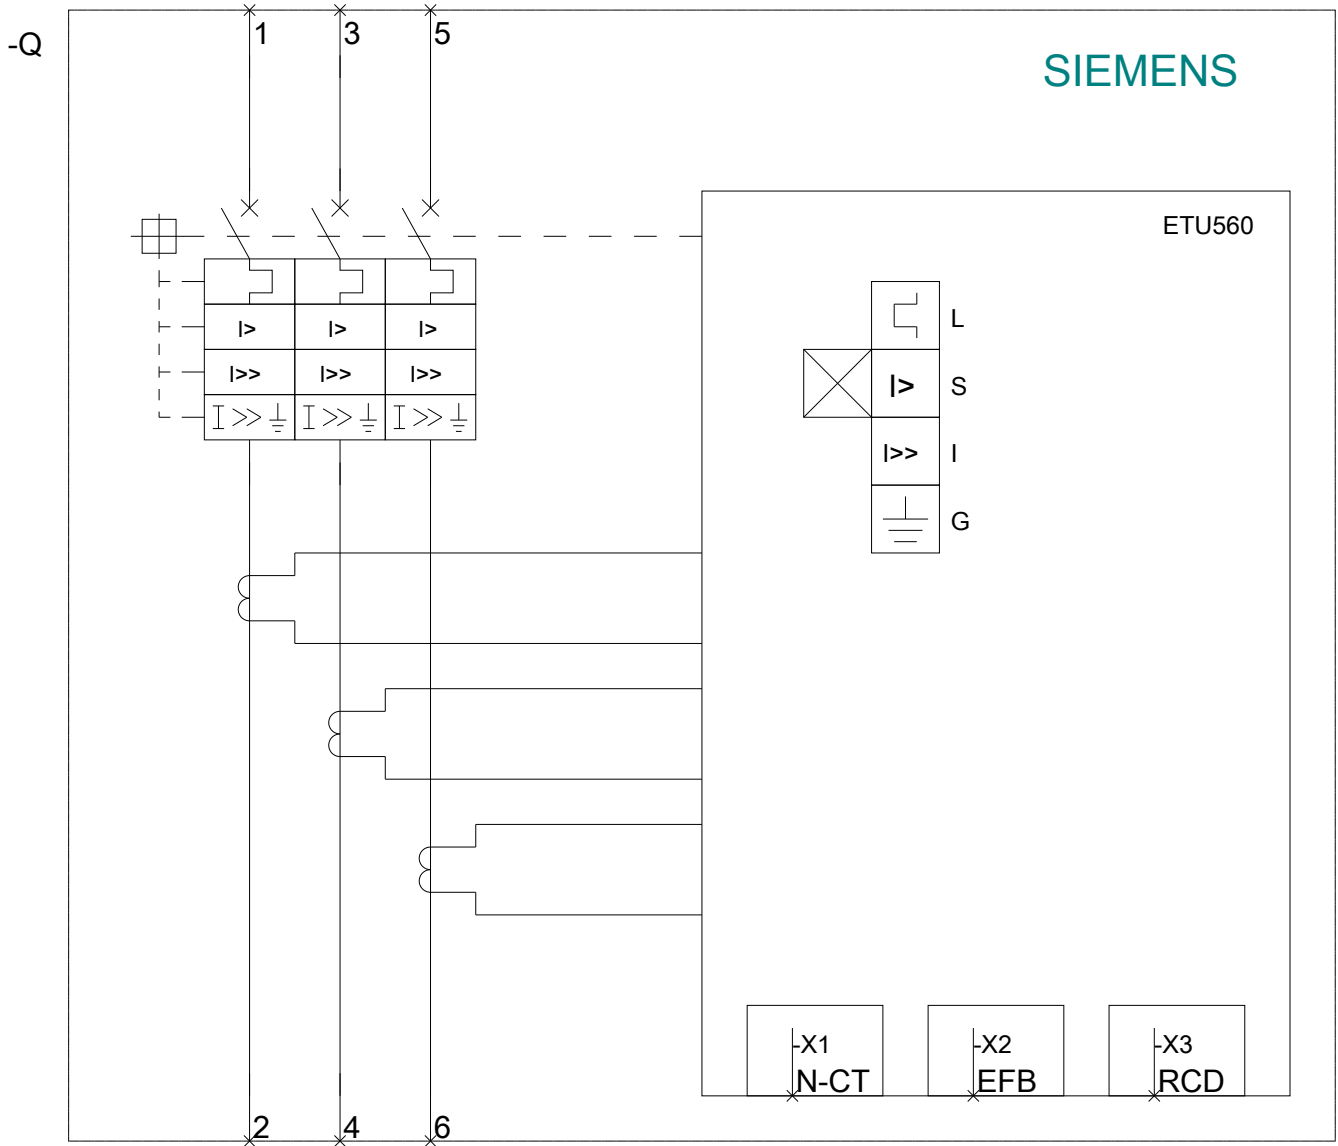 -Q
1 3 5
SIEMENS
ETU560
L
I> I> I>
I>> I>> I>>
I>> I>> I>>
I> S
I>> I
G
-X1 -X2 -X3
N-CT EFB RCD
2 4 6